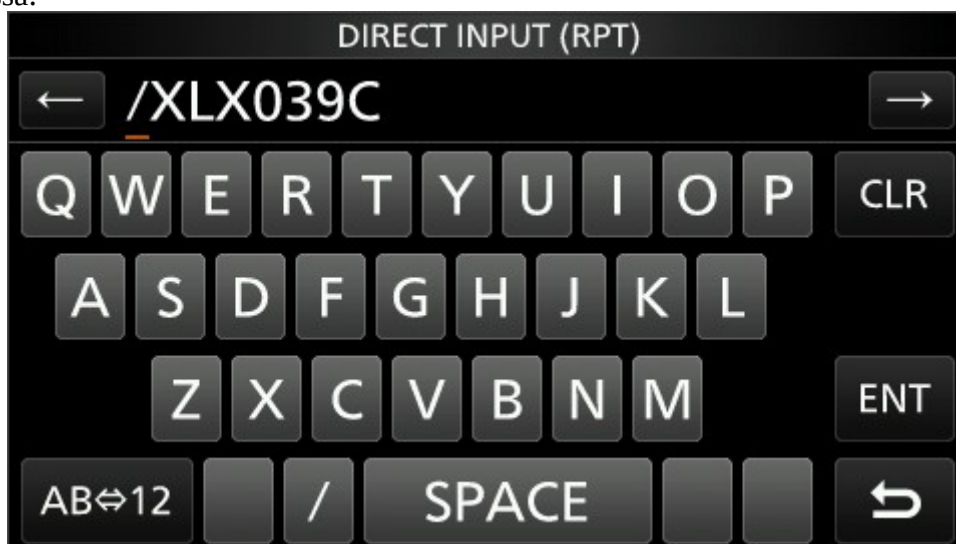 DIRECT INPUT (RPT)
← /XLX039C →
Q W E R T Y U I O P CLR
A S D F G H J K L
Z X C V B N M ENT
AB⇔12 / SPACE ⮌